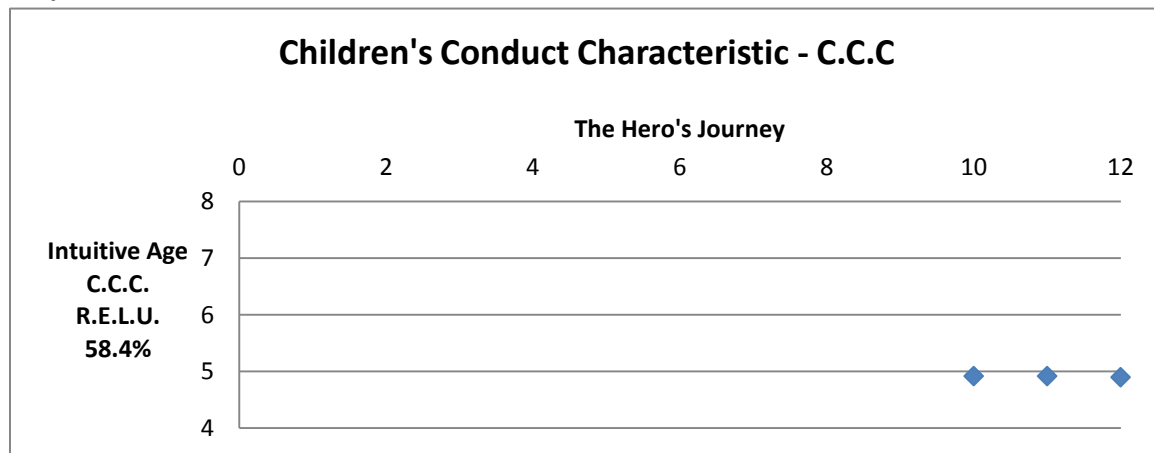 Children's Conduct Characteristic - C.C.C
The Hero's Journey
0 2 4 6 8 10 12
8
Intuitive Age
7
C.C.C.
6
R.E.L.U.
58.4%
5
4